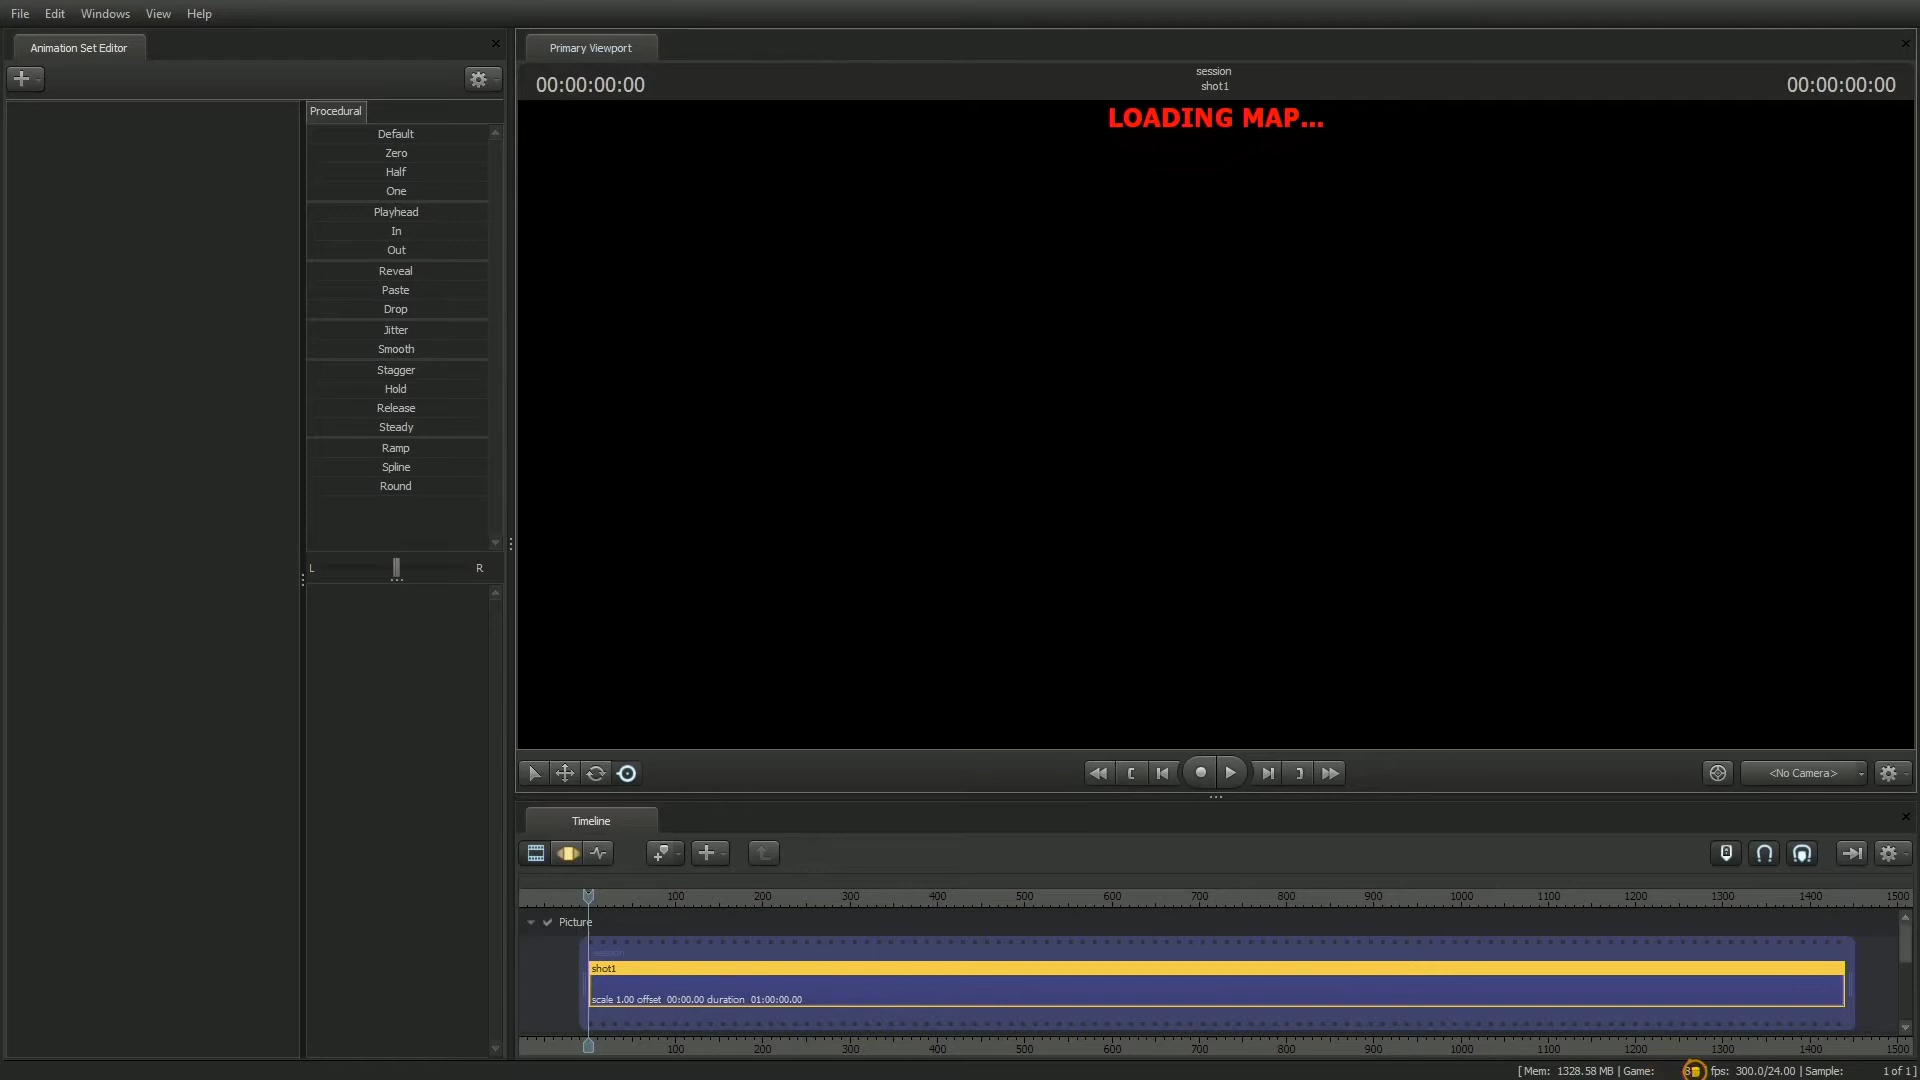 File Edit Windows View Help
Animation Set Editor
Procedural
Default
Zero
Half
One
Playhead
In
Out
Reveal
Paste
Drop
Jitter
Smooth
Stagger
Hold
Release
Steady
Ramp
Spline
Round
L R
Primary Viewport
00:00:00:00
session
shot1
00:00:00:00
LOADING MAP...
<No Camera>
Timeline
100 200 300 400 500 600 700 800 900 1000 1100 1200 1300 1400 1500
Picture
session
shot1
scale 1.00 offset 00:00.00 duration 01:00:00.00
100 200 300 400 500 600 700 800 900 1000 1100 1200 1300 1400 1500
[ Mem: 1328.58 MB | Game: fps: 300.0/24.00 | Sample: 1 of 1 ]